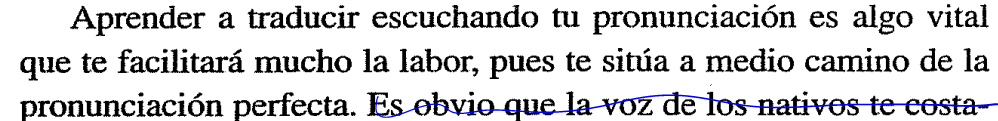 Aprender a traducir escuchando tu pronunciación es algo vital
que te facilitará mucho la labor, pues te sitúa a medio camino de la
pronunciación perfecta. Es obvio que la voz de los nativos te costa-